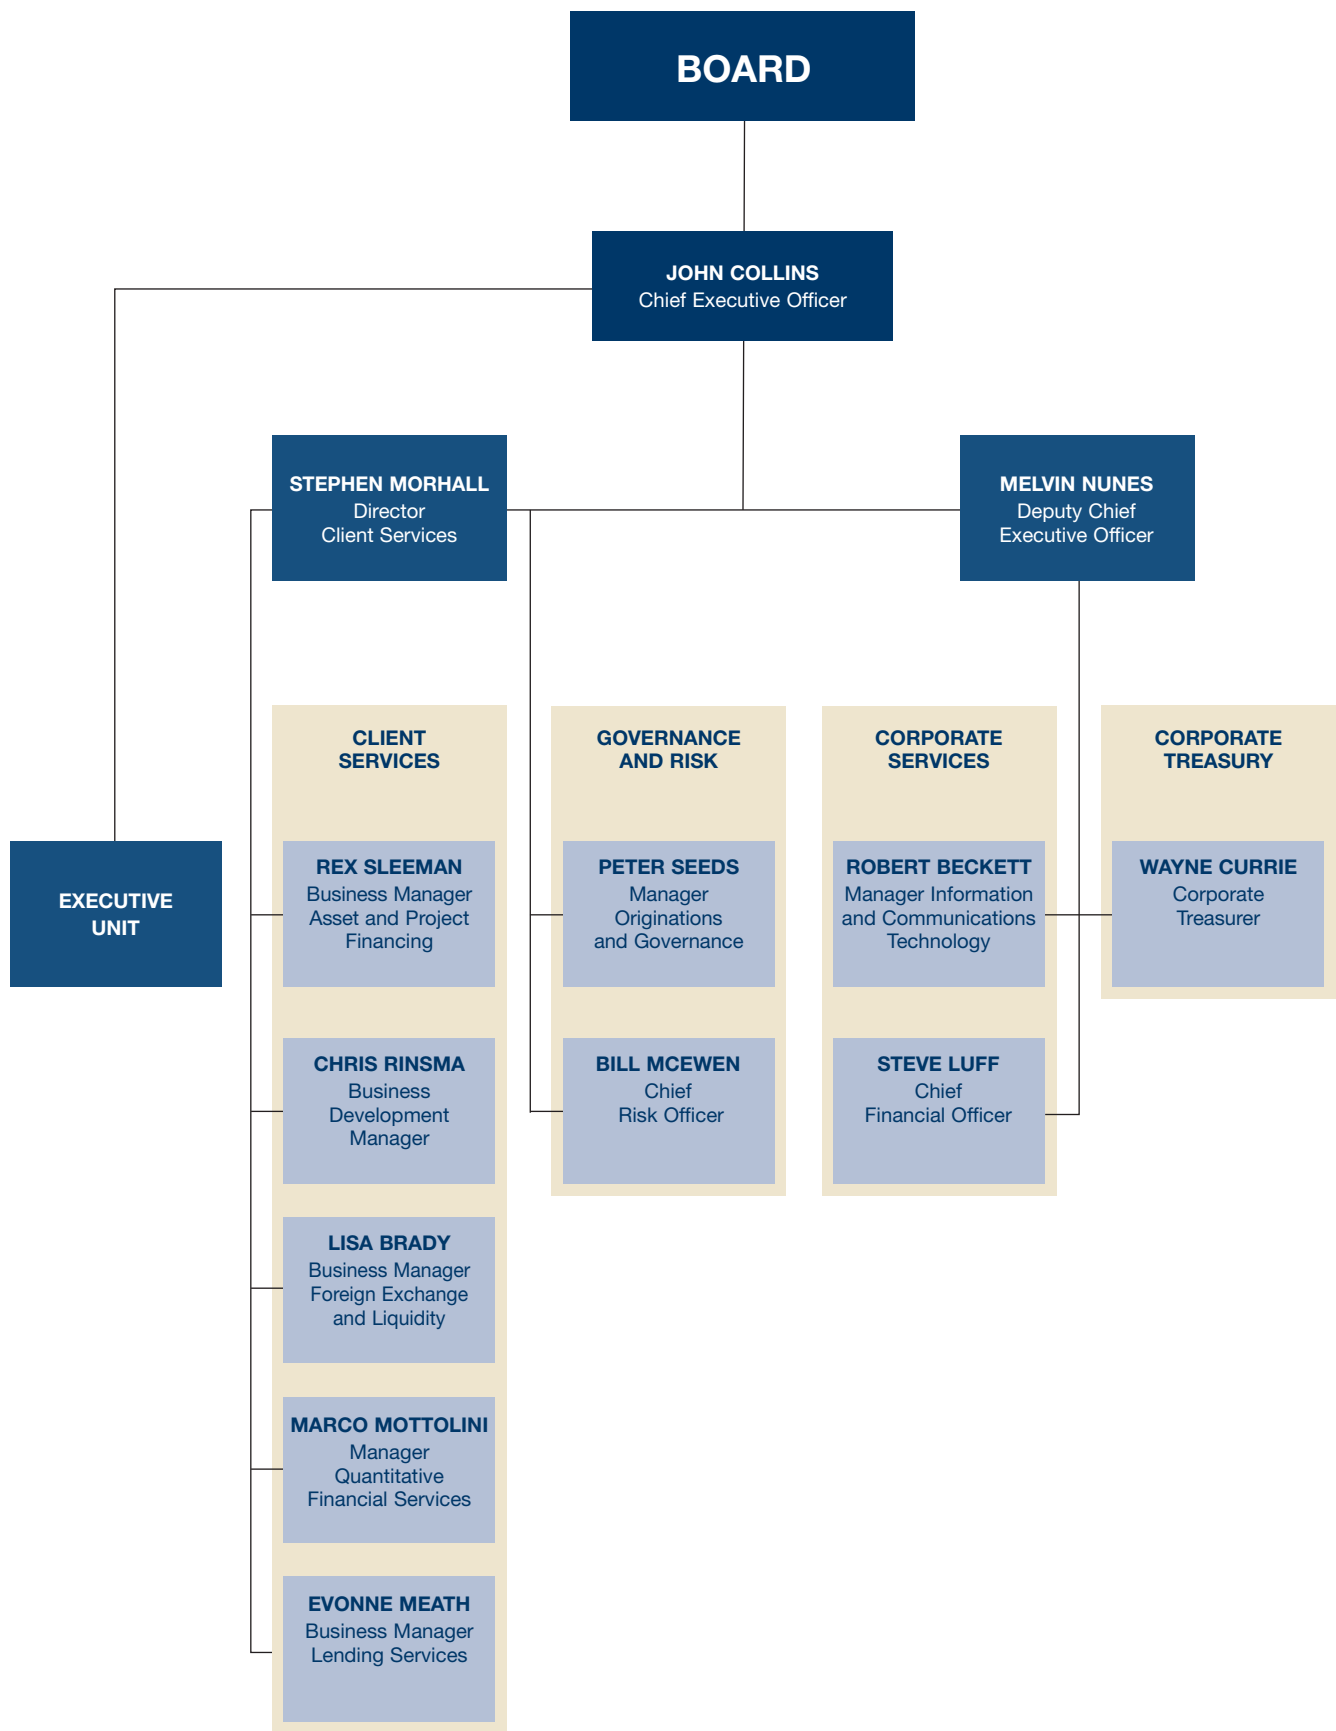 BOARD
JOHN COLLINS
Chief Executive Officer
STEPHEN MORHALL
Director
Client Services
MELVIN NUNES
Deputy Chief
Executive Officer
EXECUTIVE
UNIT
CLIENT
SERVICES
REX SLEEMAN
Business Manager
Asset and Project
Financing
CHRIS RINSMA
Business
Development
Manager
LISA BRADY
Business Manager
Foreign Exchange
and Liquidity
MARCO MOTTOLINI
Manager
Quantitative
Financial Services
EVONNE MEATH
Business Manager
Lending Services
GOVERNANCE
AND RISK
PETER SEEDS
Manager
Originations
and Governance
BILL MCEWEN
Chief
Risk Officer
CORPORATE
SERVICES
ROBERT BECKETT
Manager Information
and Communications
Technology
STEVE LUFF
Chief
Financial Officer
CORPORATE
TREASURY
WAYNE CURRIE
Corporate
Treasurer